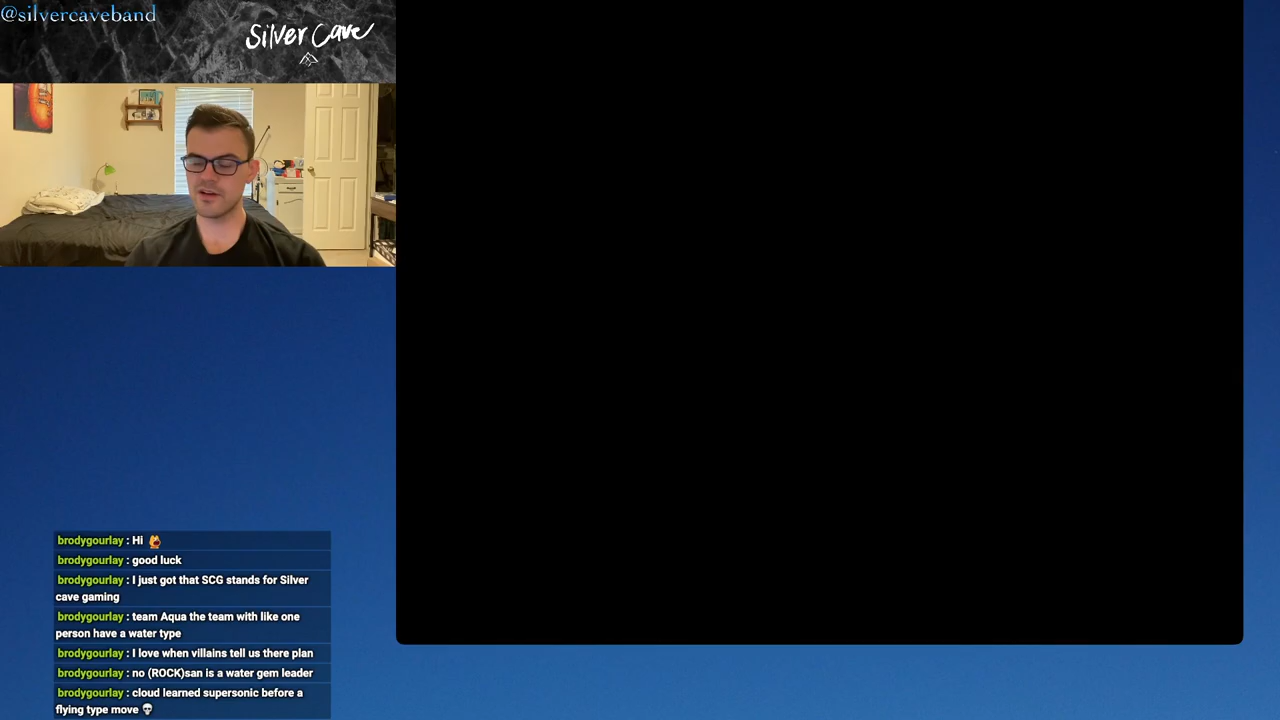 @silvercaveband
Silver Cave
brodygourlay : Hi
brodygourlay : good luck
brodygourlay : I just got that SCG stands for Silver
cave gaming
brodygourlay : team Aqua the team with like one
person have a water type
brodygourlay : I love when villains tell us there plan
brodygourlay : no (ROCK)san is a water gem leader
brodygourlay : cloud learned supersonic before a
flying type move 💀